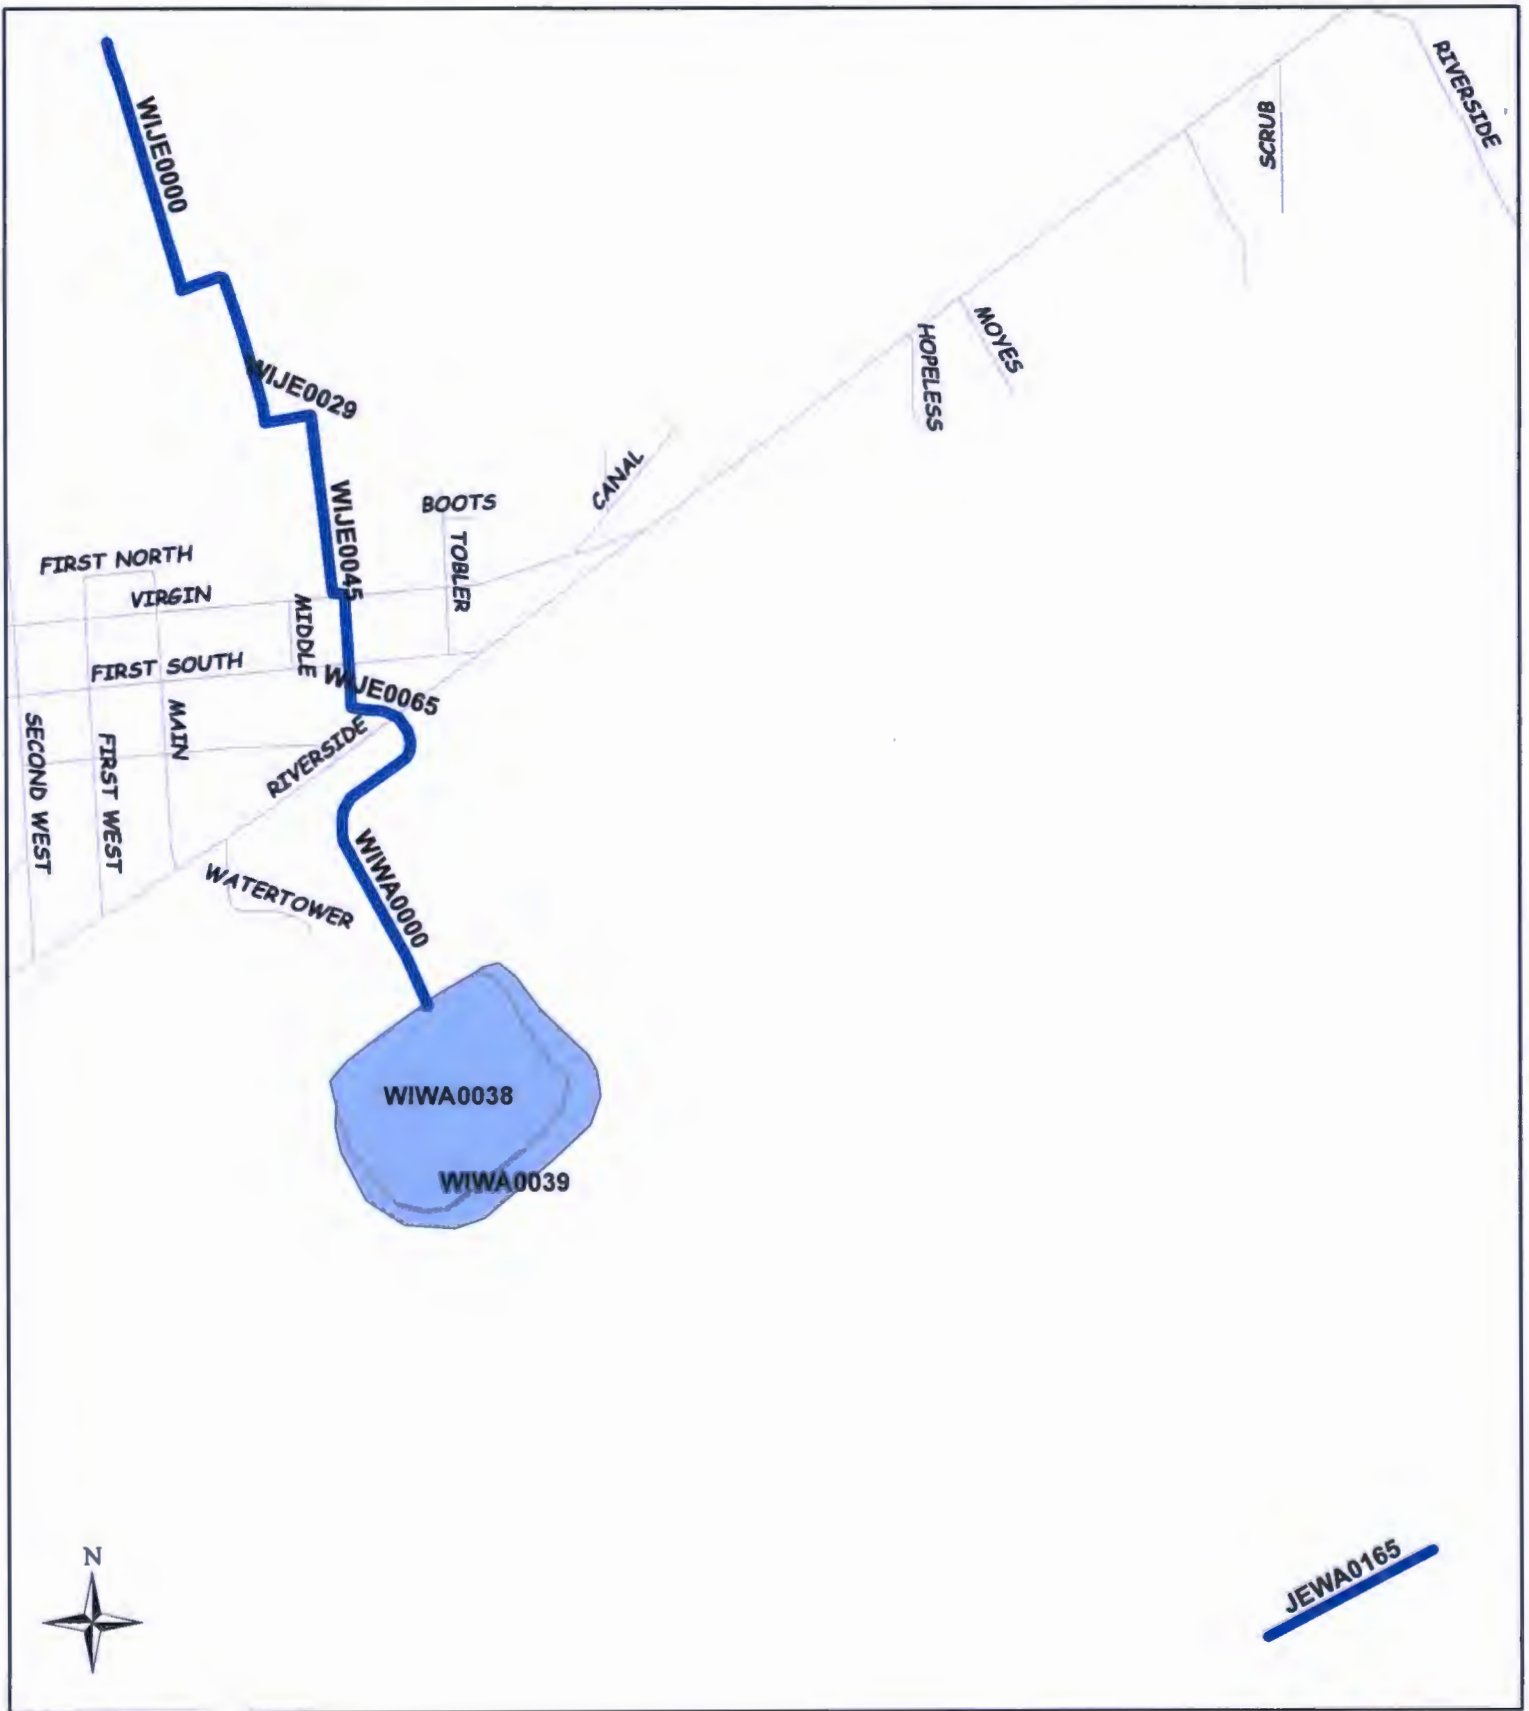 RIVERSIDE
SCRUB
WIJE0000
MOYES
HOPELESS
WIJE0029
CANAL
BOOTS
WIJE0045
TOBLER
FIRST NORTH
VIRGIN
MIDDLE
FIRST SOUTH
WIJE0065
MAIN
SECOND WEST
FIRST WEST
RIVERSIDE
WIWA0000
WATERTOWER
WIWA0038
WIWA0039
N
JEWA0165